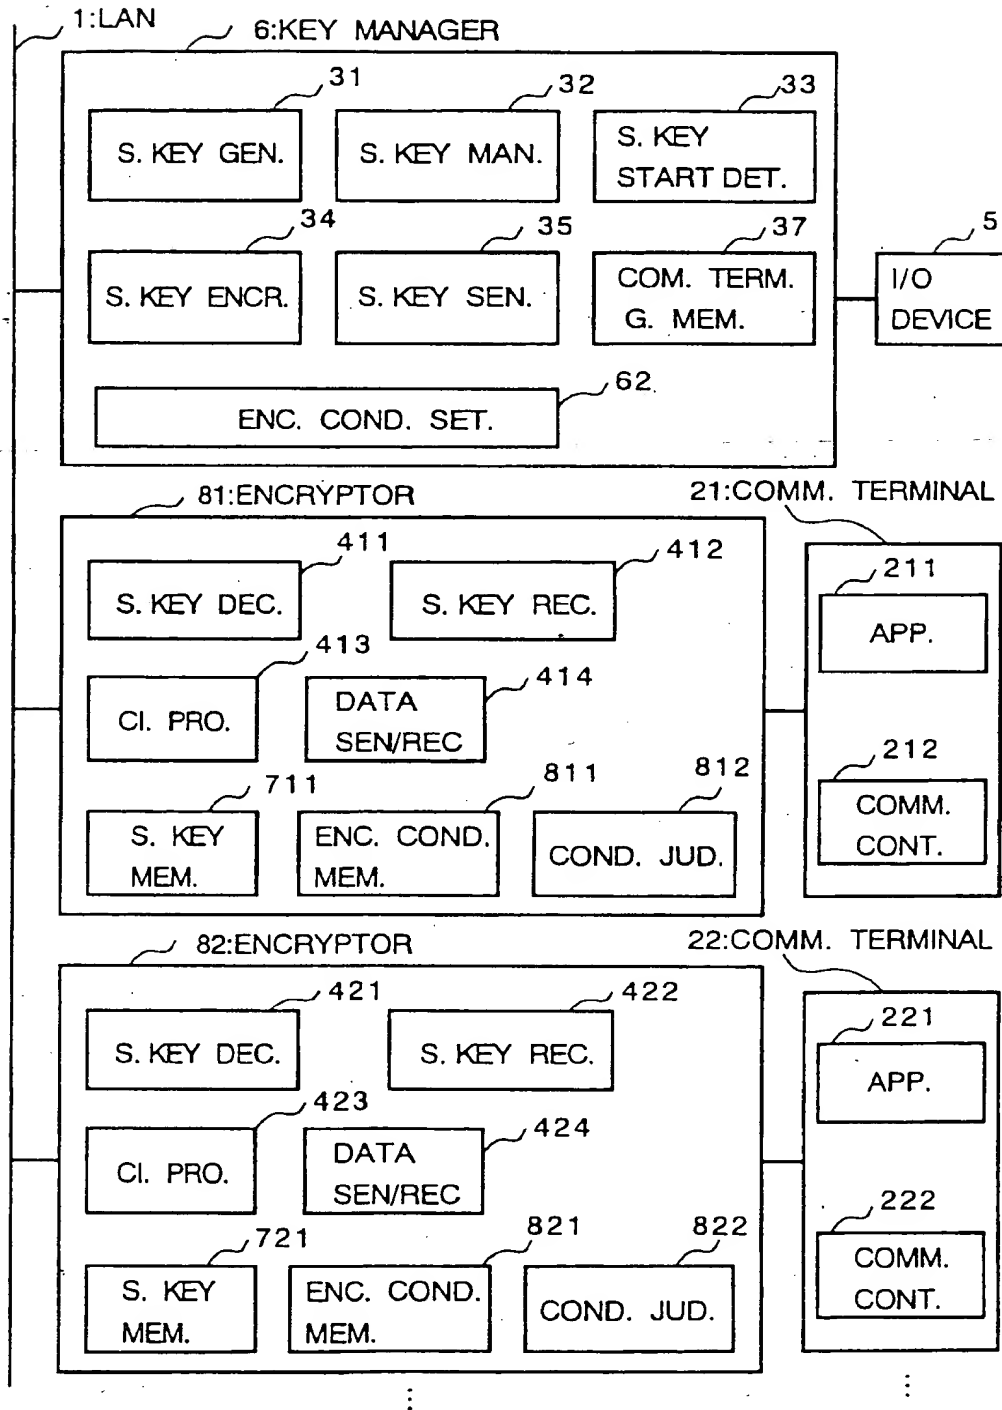 1:LAN
6:KEY MANAGER
31
32
33
S. KEY GEN.
S. KEY MAN.
S. KEY
START DET.
34
35
37
5
S. KEY ENCR.
S. KEY SEN.
COM. TERM.
G. MEM.
I/O
DEVICE
62
ENC. COND. SET.
81:ENCRYPTOR
21:COMM. TERMINAL
411
412
211
S. KEY DEC.
S. KEY REC.
APP.
413
414
CI. PRO.
DATA
SEN/REC
212
711
811
812
COMM.
CONT.
S. KEY
MEM.
ENC. COND.
MEM.
COND. JUD.
82:ENCRYPTOR
22:COMM. TERMINAL
421
422
221
S. KEY DEC.
S. KEY REC.
APP.
423
424
CI. PRO.
DATA
SEN/REC
222
721
821
822
COMM.
CONT.
S. KEY
MEM.
ENC. COND.
MEM.
COND. JUD.